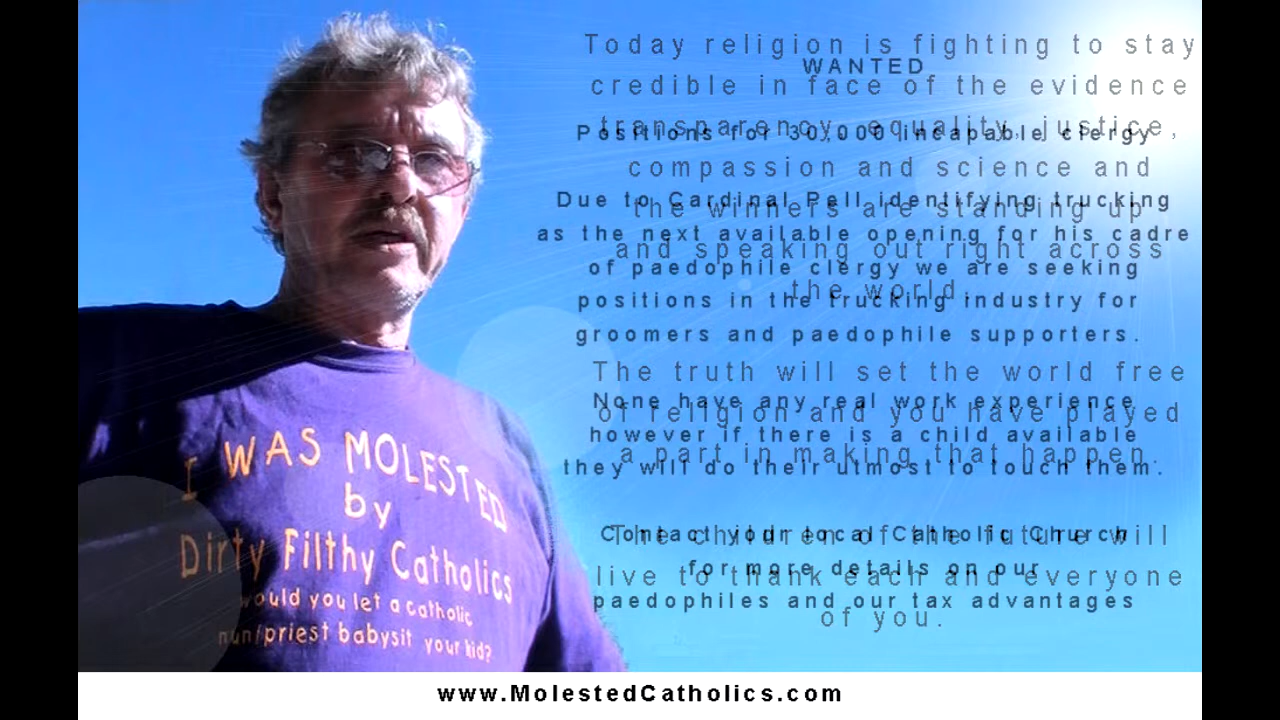 Today religion is fighting to stay
credible in face of the evidence
transparency, equality, justice,
compassion and science and
the winners are standing up
and speaking out right across
the world.
The truth will set the world free
of religion and you have played
a part in making that happen.
The children of the future will
live to thank each and everyone
of you.
WANTED
Positions for 30,000 incapable clergy
Due to Cardinal Pell identifying trucking
as the next available opening for his cadre
of paedophile clergy we are seeking
positions in the trucking industry for
groomers and paedophile supporters.
None have any real work experience
however if there is a child available
they will do their utmost to touch them.
Contact your local Catholic Church
for more details on our
paedophiles and our tax advantages
I WAS MOLESTED
by
Dirty Filthy Catholics
would you let a catholic
nun/priest babysit your kid?
www.MolestedCatholics.com